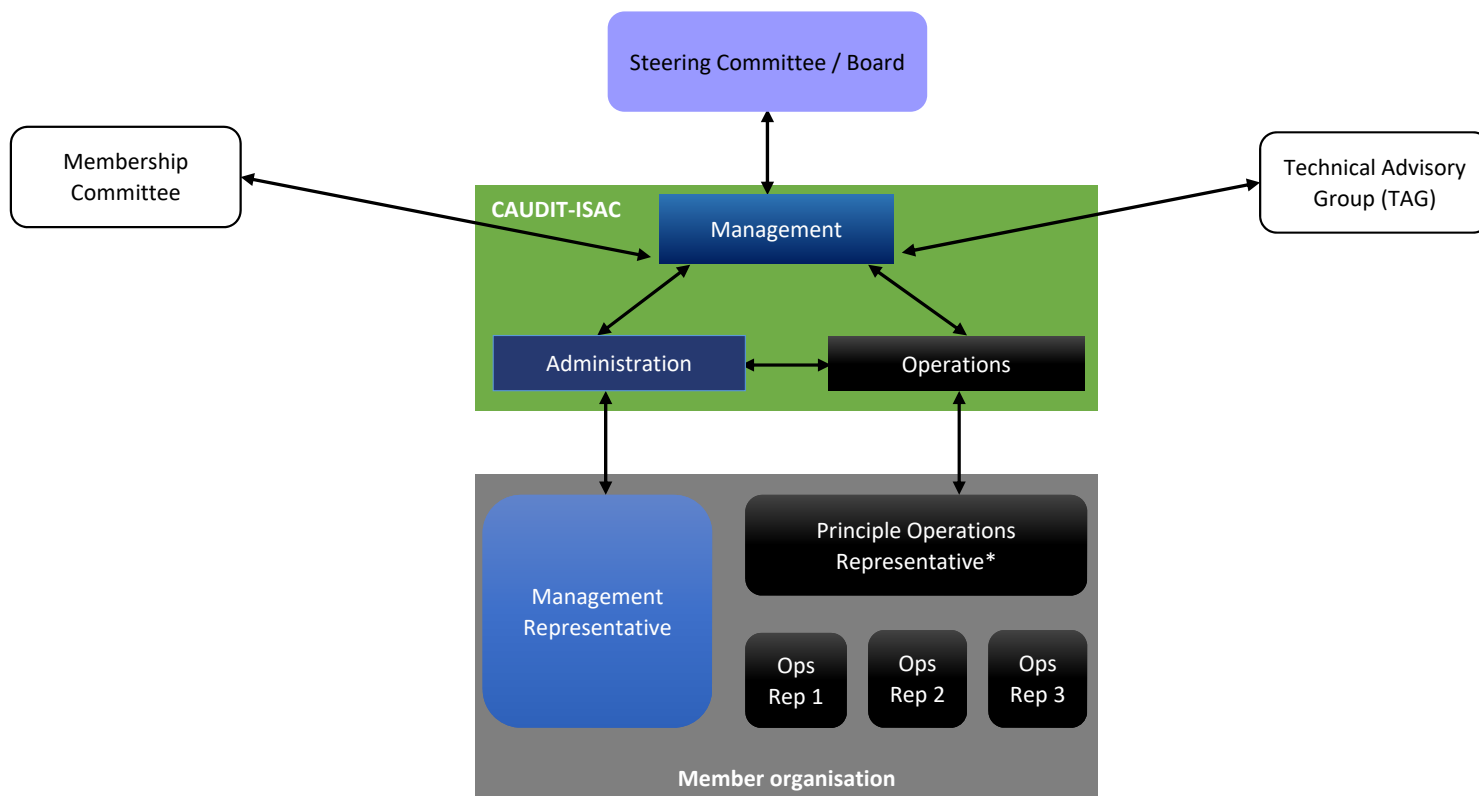 Steering Committee / Board
Membership
Committee
Technical Advisory
Group (TAG)
CAUDIT-ISAC
Management
Administration
Operations
Management
Representative
Principle Operations
Representative*
Ops
Rep 1
Ops
Rep 2
Ops
Rep 3
Member organisation